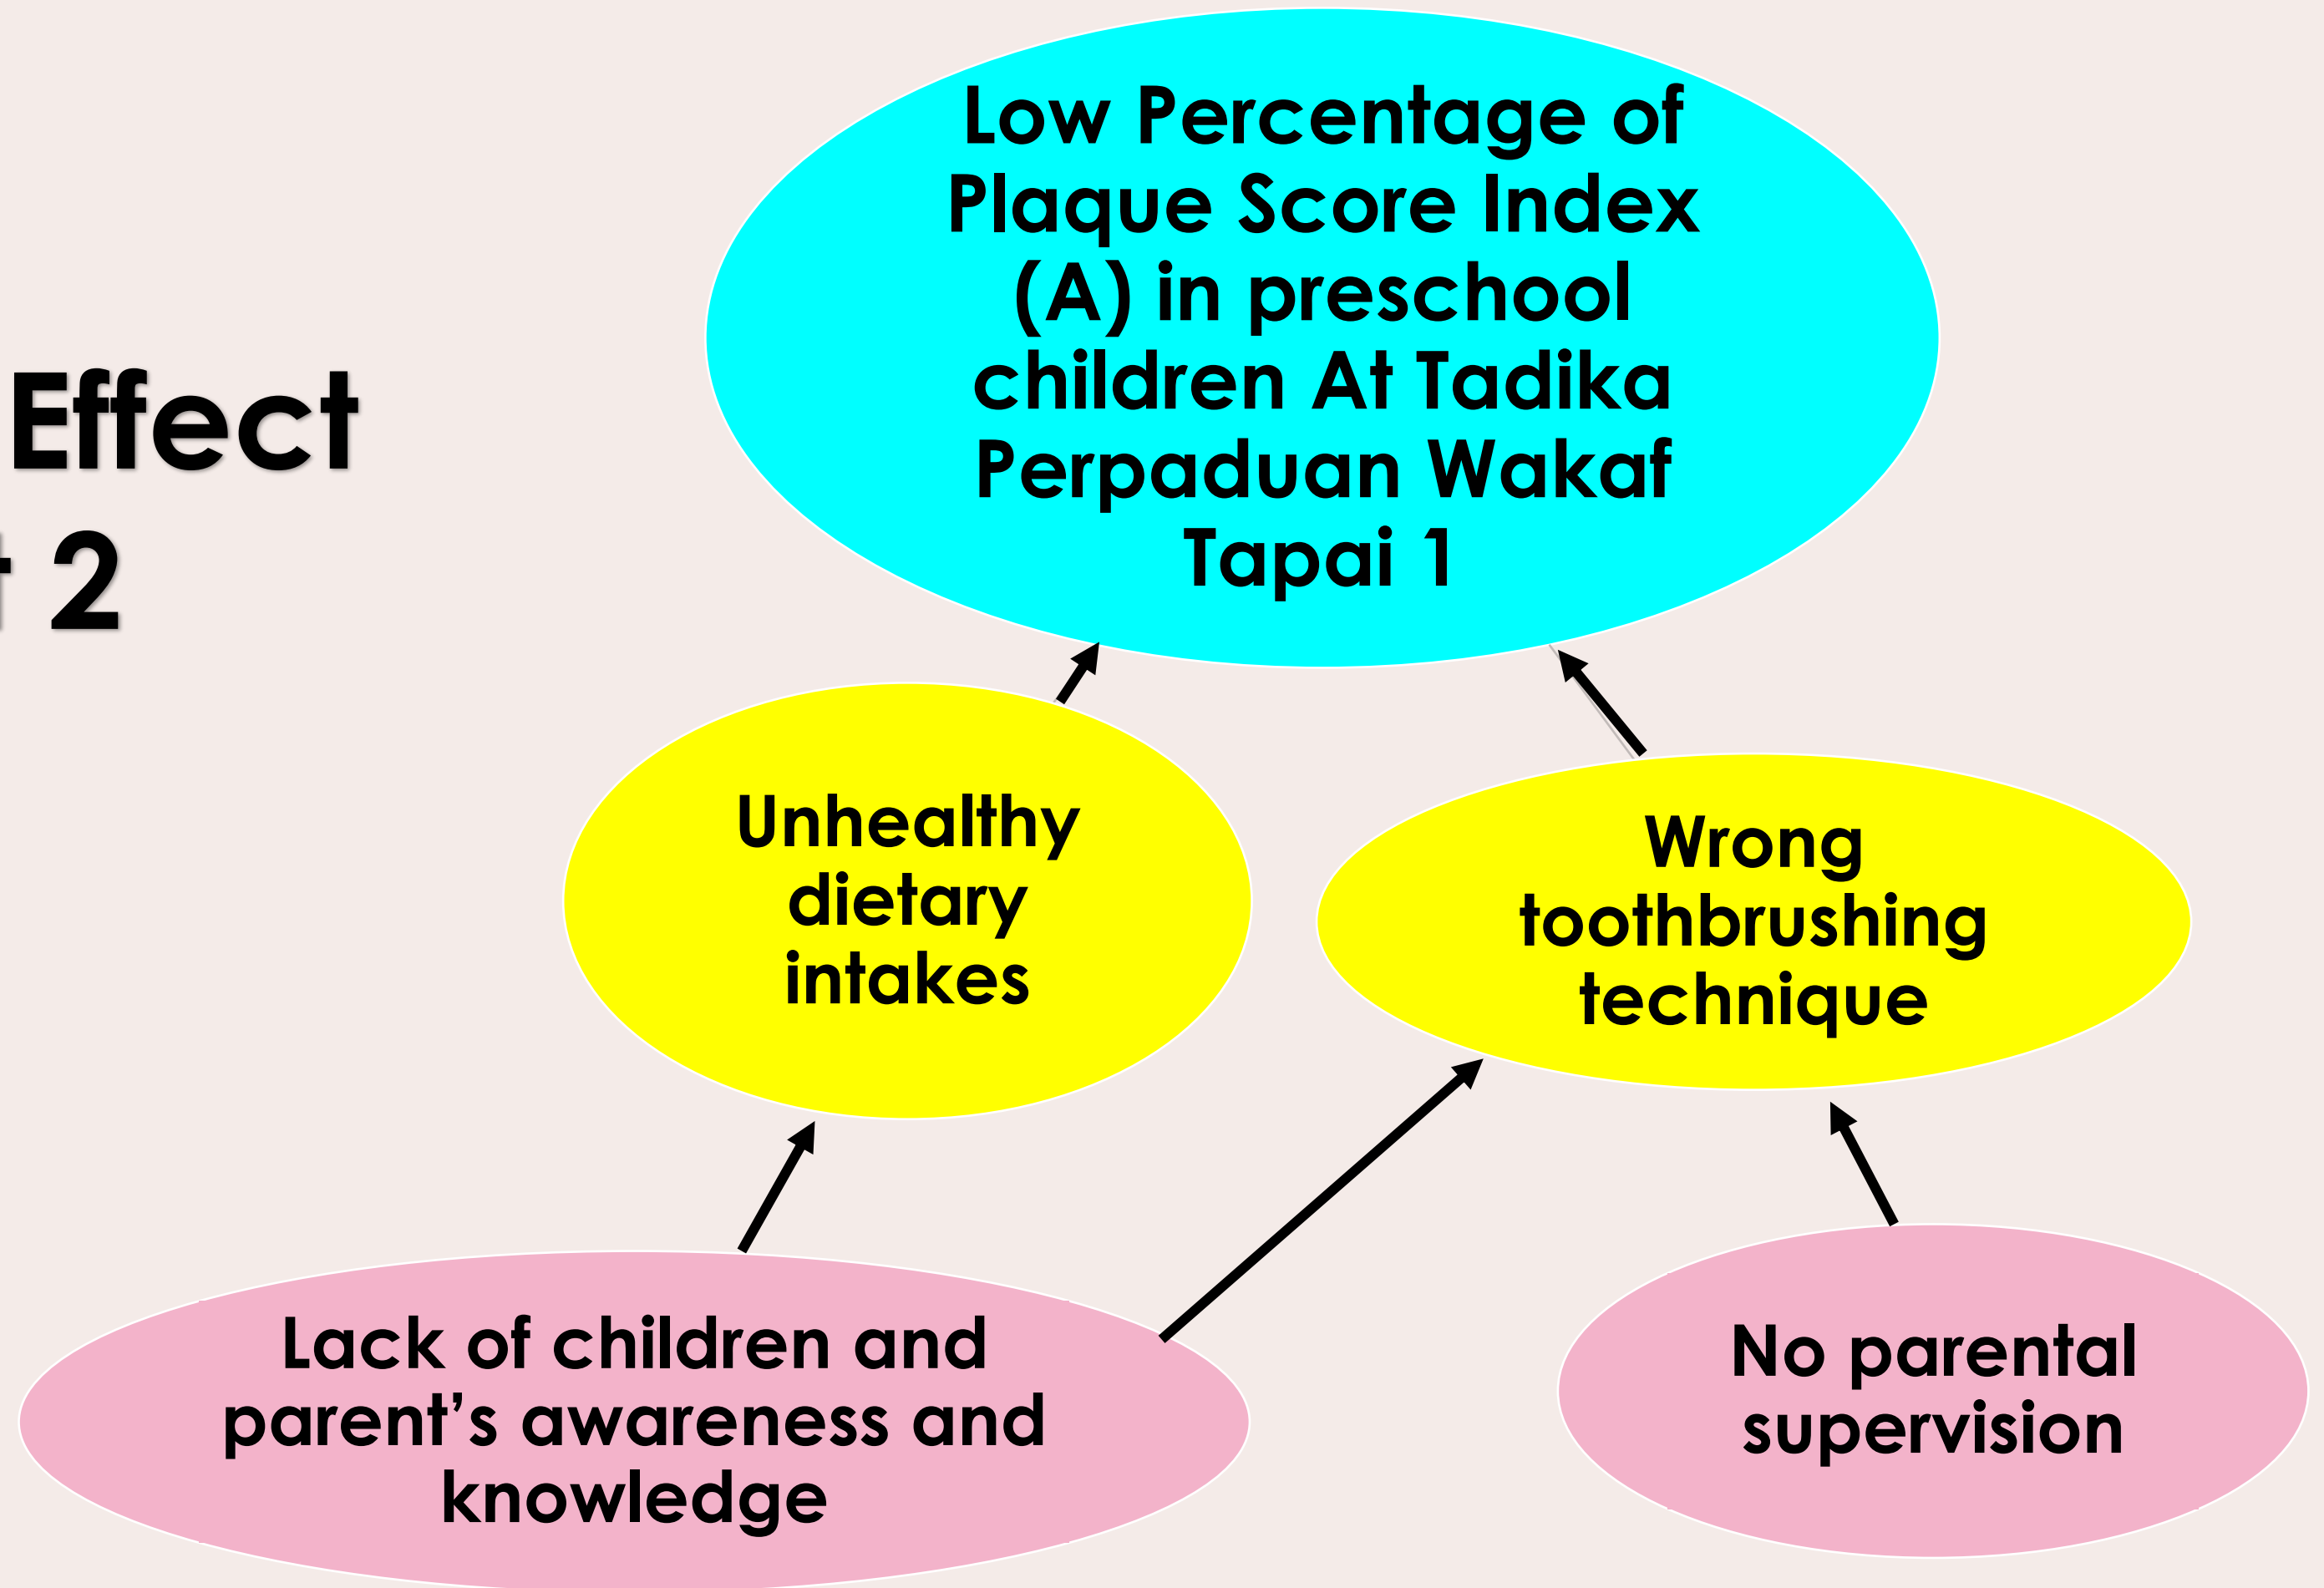 Effect
2
Low Percentage of
Plaque Score Index
(A) in preschool
children At Tadika
Perpaduan Wakaf
Tapai 1
Unhealthy
dietary
intakes
Wrong
toothbrushing
technique
Lack of children and
parent’s awareness and
knowledge
No parental
supervision